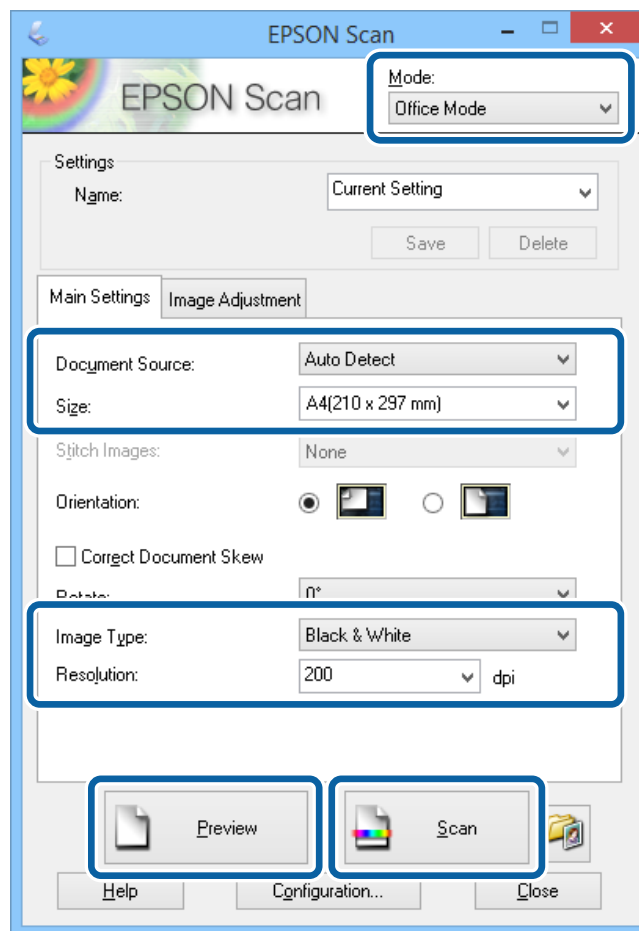 EPSON Scan
EPSON Scan
Mode:
Office Mode
Settings
Name:
Current Setting
Save Delete
Main Settings Image Adjustment
Document Source: Auto Detect
Size: A4(210 x 297 mm)
Stitch Images: None
Orientation:
Correct Document Skew
Rotate: 0°
Image Type: Black & White
Resolution: 200 dpi
Preview Scan
Help Configuration... Close